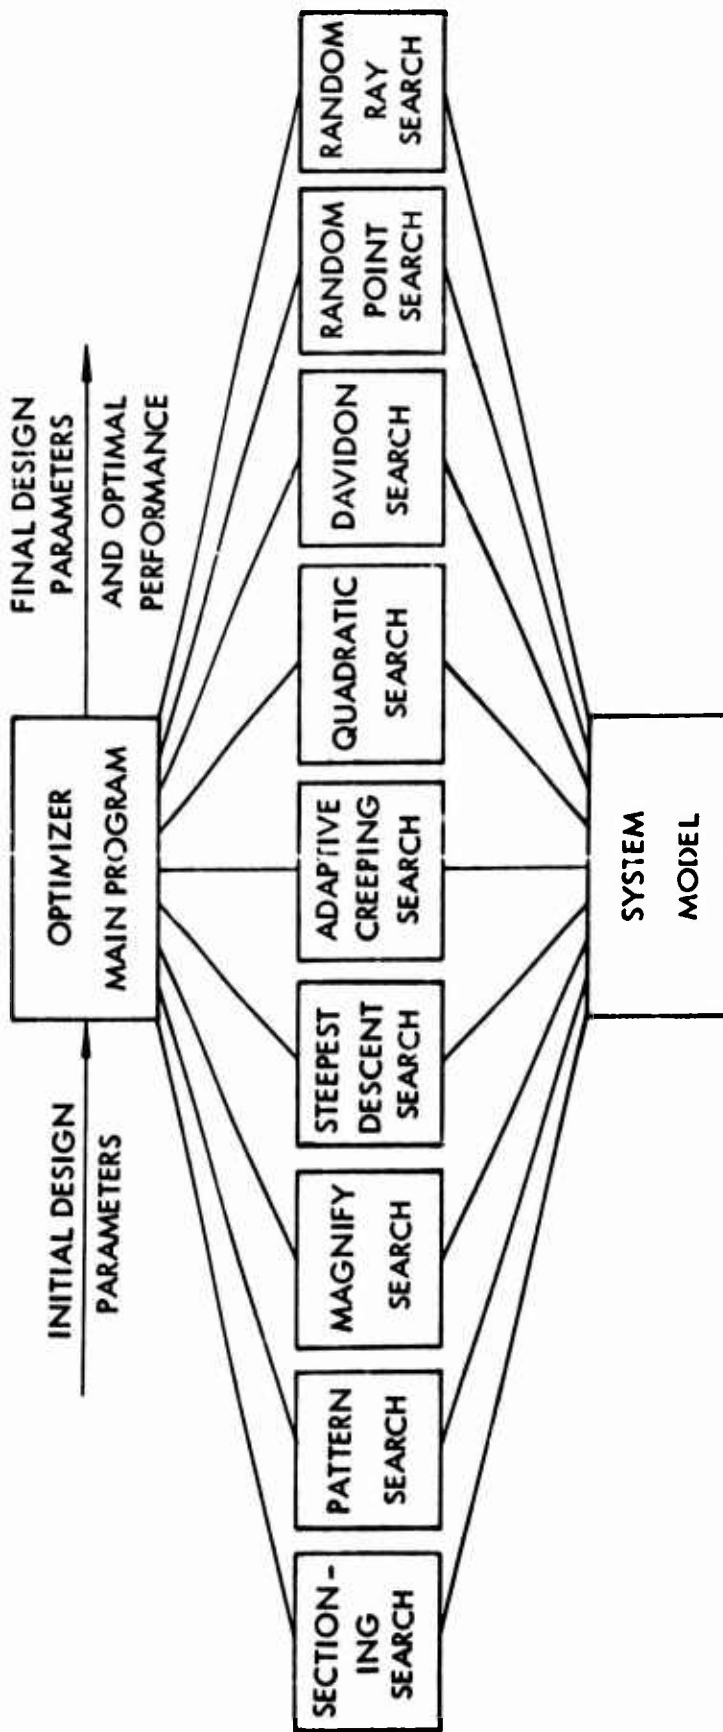 INITIAL DESIGN
PARAMETERS
OPTIMIZER
MAIN PROGRAM
FINAL DESIGN
PARAMETERS
AND OPTIMAL
PERFORMANCE
SECTION-
ING
SEARCH
PATTERN
SEARCH
MAGNIFY
SEARCH
STEEPEST
DESCENT
SEARCH
ADAPTIVE
CREEPING
SEARCH
QUADRATIC
SEARCH
DAVIDON
SEARCH
RANDOM
POINT
SEARCH
RANDOM
RAY
SEARCH
SYSTEM
MODEL